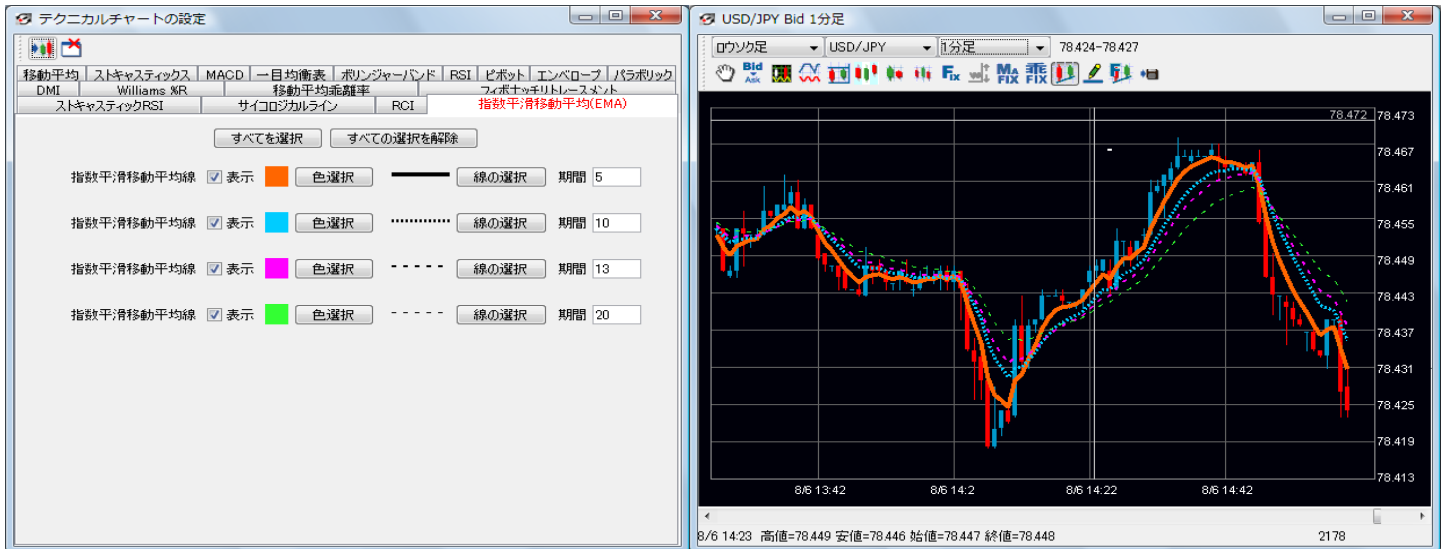 テクニカルチャートの設定
移動平均 ストキャスティックス MACD 一目均衡表 ボリンジャーバンド RSI ピボット エンベロープ パラボリック
DMI Williams %R 移動平均乖離率 フィボナッチリトレースメント
ストキャスティックRSI サイコロジカルライン RCI 指数平滑移動平均(EMA)
すべてを選択 すべての選択を解除
指数平滑移動平均線 表示 色選択 線の選択 期間 5
指数平滑移動平均線 表示 色選択 線の選択 期間 10
指数平滑移動平均線 表示 色選択 線の選択 期間 13
指数平滑移動平均線 表示 色選択 線の選択 期間 20
USD/JPY Bid 1分足
ロウソク足 USD/JPY 1分足 78.424-78.427
Bid Ask Fix MA FIX 乖 FIX
78.472 78.473
78.467
78.461
78.455
78.449
78.443
78.437
78.431
78.425
78.419
78.413
8/6 13:42 8/6 14:2 8/6 14:22 8/6 14:42
8/6 14:23 高値=78.449 安値=78.446 始値=78.447 終値=78.448 2178